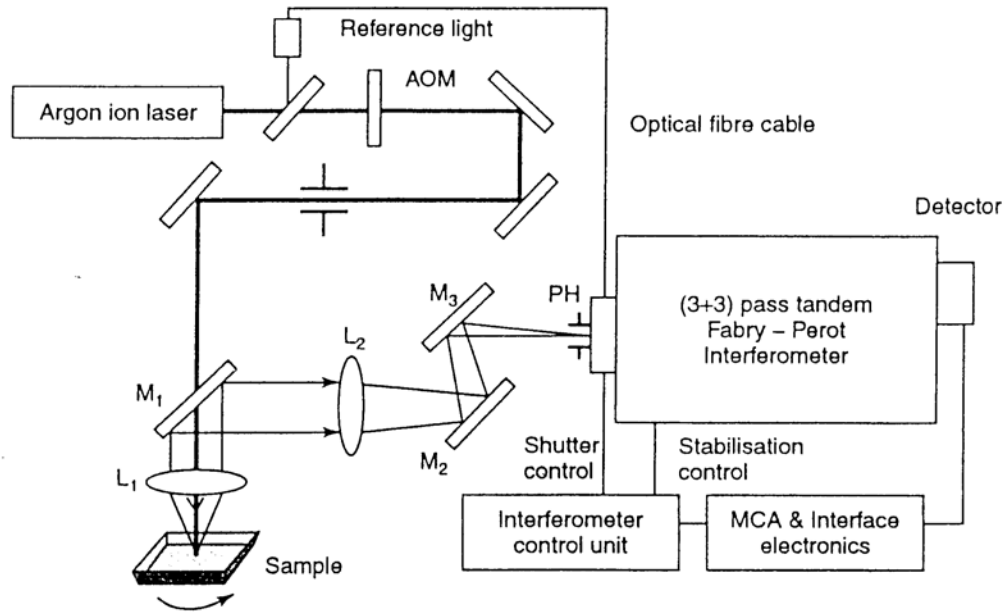 Reference light
AOM
Argon ion laser
Optical fibre cable
Detector
M3
PH
(3+3) pass tandem
Fabry – Perot
Interferometer
L2
M1
M2
Shutter
control
Stabilisation
control
L1
Interferometer
control unit
MCA & Interface
electronics
Sample